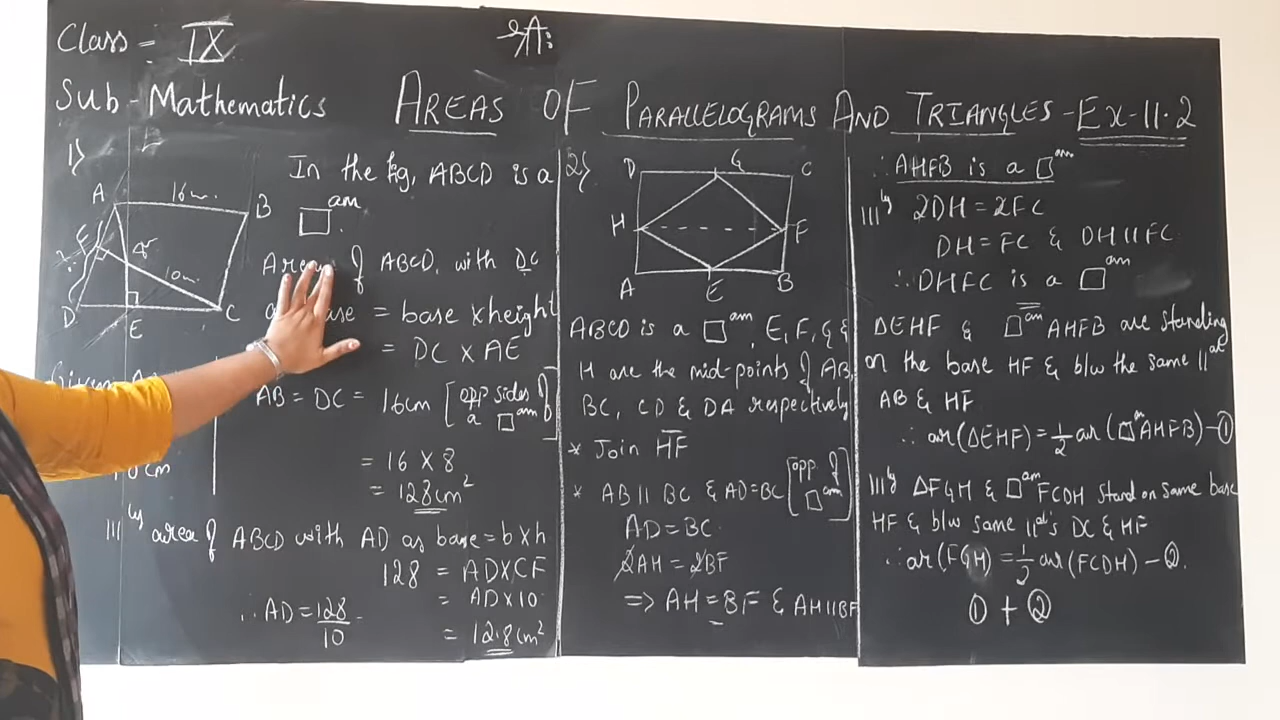 Class - IX
Sub - Mathematics AREAS OF PARALLELOGRAMS AND TRIANGLES - Ex-11.2
1)
A 16cm B
F 8 10cm
D E C
Given
10cm
In the fig, ABCD is a
□am.
Area of ABCD, with DC
as base = base x height
= DC X AE
AB = DC = 16cm [opp sides of a □am]
= 16 X 8
= 128cm²
|||ly area of ABCD with AD as base = b x h
128 = AD X CF
= AD X 10
∴ AD = 128/10
= 12.8cm²
2)
D G C
H F
A E B
ABCD is a □am, E, F, G &
H are the mid-points of AB,
BC, CD & DA respectively
* Join HF
* AB || BC & AD = BC [opp. of □am]
AD = BC
2AH = 2BF
=> AH = BF & AH || BF
∴ AHFB is a □am
|||ly 2DH = 2FC
DH = FC & DH || FC
∴ DHFC is a □am
ΔEHF & □am AHFB are standing
on the base HF & b/w the same ||al
AB & HF
∴ ar(ΔEHF) = 1/2 ar(□am AHFB) - ①
|||ly ΔFGH & □am FCDH stand on same base
HF & b/w same ||al's DC & HF
∴ ar(FGH) = 1/2 ar(FCDH) - ②.
① + ②